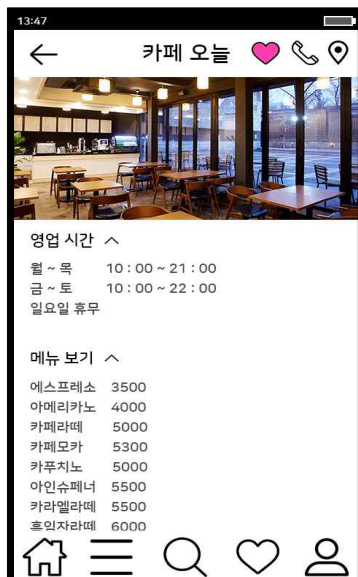 13:47
카페 오늘
영업 시간
월 ~ 목 10 : 00 ~ 21 : 00
금 ~ 토 10 : 00 ~ 22 : 00
일요일 휴무
메뉴 보기
에스프레소 3500
아메리카노 4000
카페라떼 5000
카페모카 5300
카푸치노 5000
아인슈페너 5500
카라멜라떼 5500
흑임자라떼 6000